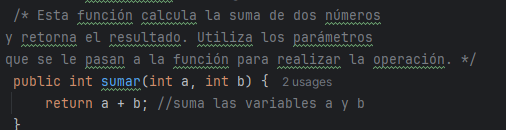 /* Esta función calcula la suma de dos números
y retorna el resultado. Utiliza los parámetros
que se le pasan a la función para realizar la operación. */
public int sumar(int a, int b) { 2 usages
return a + b; //suma las variables a y b
}